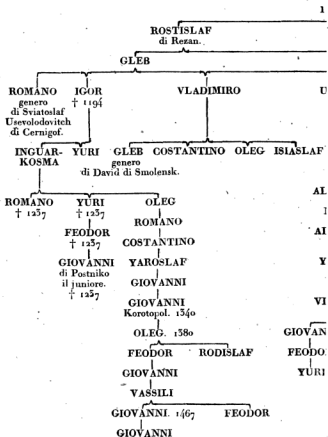 1
ROSTISLAF
di Rezan.
GLEB
ROMANO IGOR VLADIMIRO U
genero † 1194
di Sviatoslaf
Usevolodovitch
di Cernigof.
INGUAR- YURI GLEB COSTANTINO OLEG ISIASLAF
KOSMA genero
di David di Smolensk.
ROMANO YURI OLEG AL
† 1237 † 1237
FEODOR ROMANO
† 1237 COSTANTINO AI
GIOVANNI YAROSLAF Y
di Postniko GIOVANNI
il juniore.
† 1237 GIOVANNI VI
Korotopol. 1340
OLEG. 1380 GIOVAN
FEODOR RODISLAF FEODO
GIOVANNI YURI
VASSILI
GIOVANNI. 1467 FEODOR
GIOVANNI